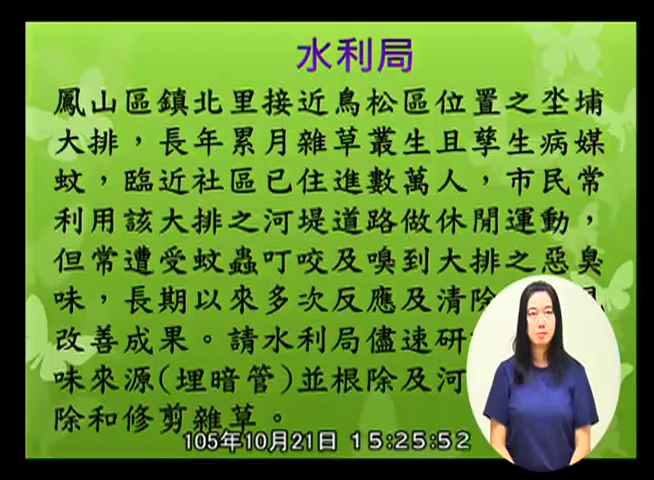 水利局
鳳山區鎮北里接近鳥松區位置之坔埔
大排，長年累月雜草叢生且孳生病媒
蚊，臨近社區已住進數萬人，市民常
利用該大排之河堤道路做休閒運動，
但常遭受蚊蟲叮咬及嗅到大排之惡臭
味，長期以來多次反應及清除
改善成果。請水利局儘速研
味來源(埋暗管)並根除及河
除和修剪雜草。
105年10月21日 15:25:52